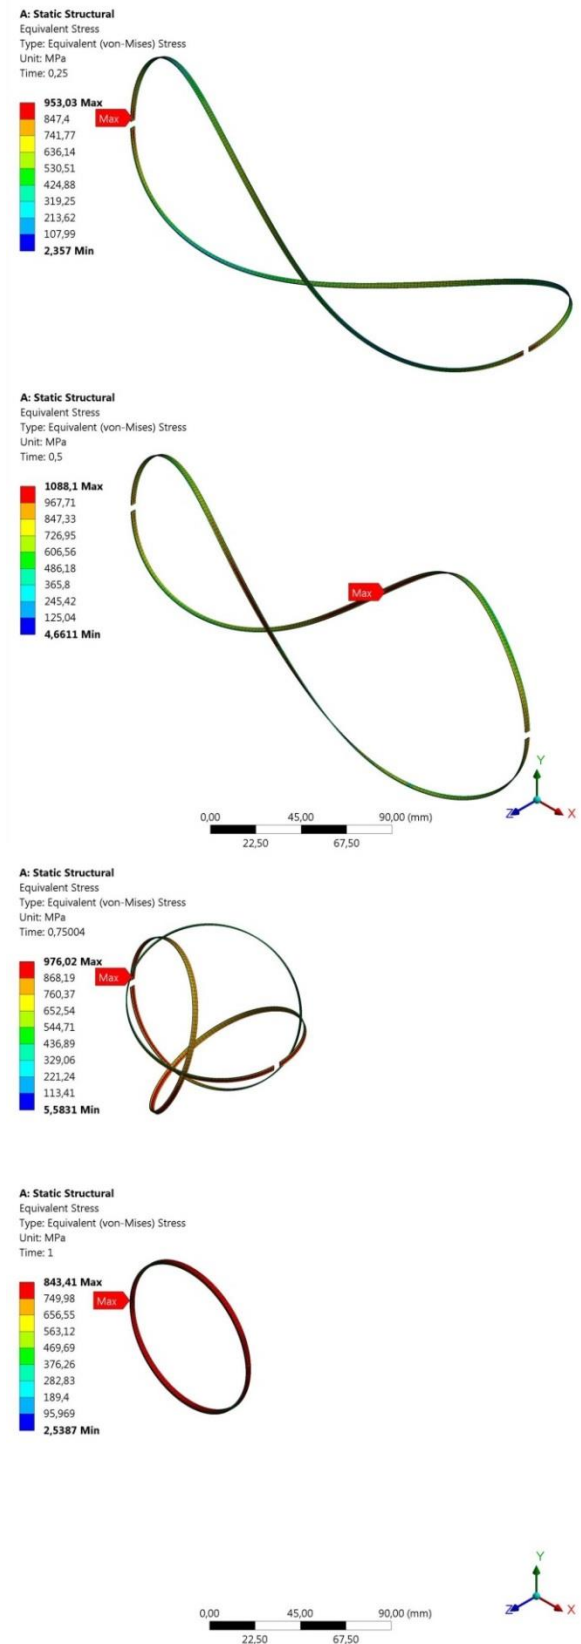 A: Static Structural
Equivalent Stress
Type: Equivalent (von-Mises) Stress
Unit: MPa
Time: 0,25
953,03 Max
847,4
741,77
636,14
530,51
424,88
319,25
213,62
107,99
2,357 Min
Max
A: Static Structural
Equivalent Stress
Type: Equivalent (von-Mises) Stress
Unit: MPa
Time: 0,5
1088,1 Max
967,71
847,33
726,95
606,56
486,18
365,8
245,42
125,04
4,6611 Min
Max
Y
Z
X
0,00 45,00 90,00 (mm)
22,50 67,50
A: Static Structural
Equivalent Stress
Type: Equivalent (von-Mises) Stress
Unit: MPa
Time: 0,75004
976,02 Max
868,19
760,37
652,54
544,71
436,89
329,06
221,24
113,41
5,5831 Min
Max
A: Static Structural
Equivalent Stress
Type: Equivalent (von-Mises) Stress
Unit: MPa
Time: 1
843,41 Max
749,98
656,55
563,12
469,69
376,26
282,83
189,4
95,969
2,5387 Min
Max
Y
Z
X
0,00 45,00 90,00 (mm)
22,50 67,50